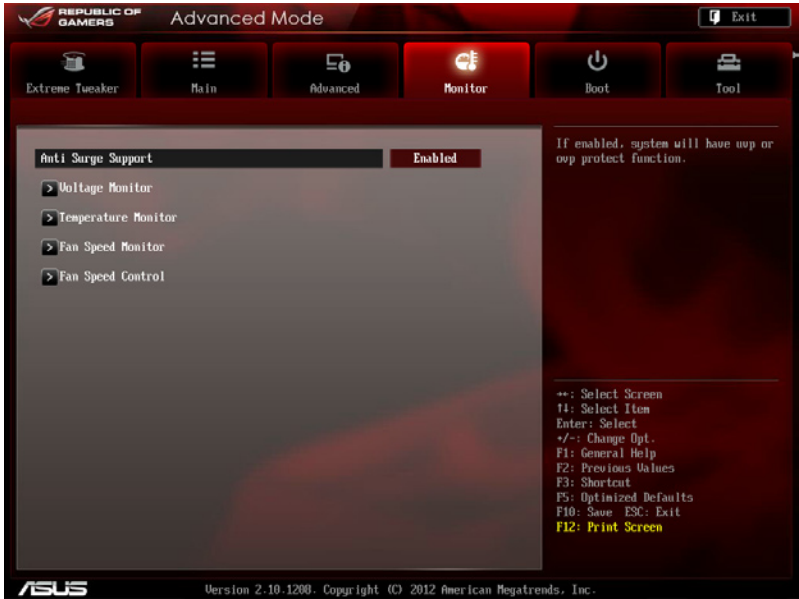 REPUBLIC OF
GAMERS
Advanced Mode
Exit
Extreme Tweaker
Main
Advanced
Monitor
Boot
Tool
Anti Surge Support
Enabled
> Voltage Monitor
> Temperature Monitor
> Fan Speed Monitor
> Fan Speed Control
If enabled, system will have uvp or
ovp protect function.
→←: Select Screen
↑↓: Select Item
Enter: Select
+/-: Change Opt.
F1: General Help
F2: Previous Values
F3: Shortcut
F5: Optimized Defaults
F10: Save ESC: Exit
F12: Print Screen
ASUS
Version 2.10.1208. Copyright (C) 2012 American Megatrends, Inc.